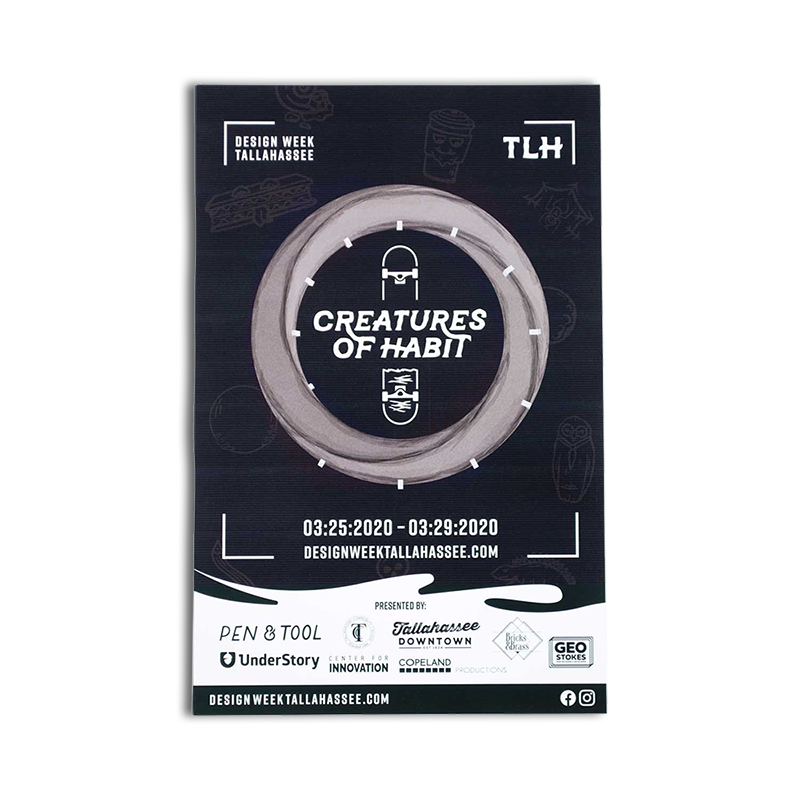 DESIGN WEEK
TALLAHASSEE
TLH
CREATURES
OF HABIT
03:25:2020 – 03:29:2020
DESIGNWEEKTALLAHASSEE.COM
PRESENTED BY:
PEN & TOOL
Tallahassee
DOWNTOWN
Bricks
& Brass
GEO
STOKES
UnderStory
CENTER FOR
INNOVATION
COPELAND
PRODUCTIONS
DESIGNWEEKTALLAHASSEE.COM